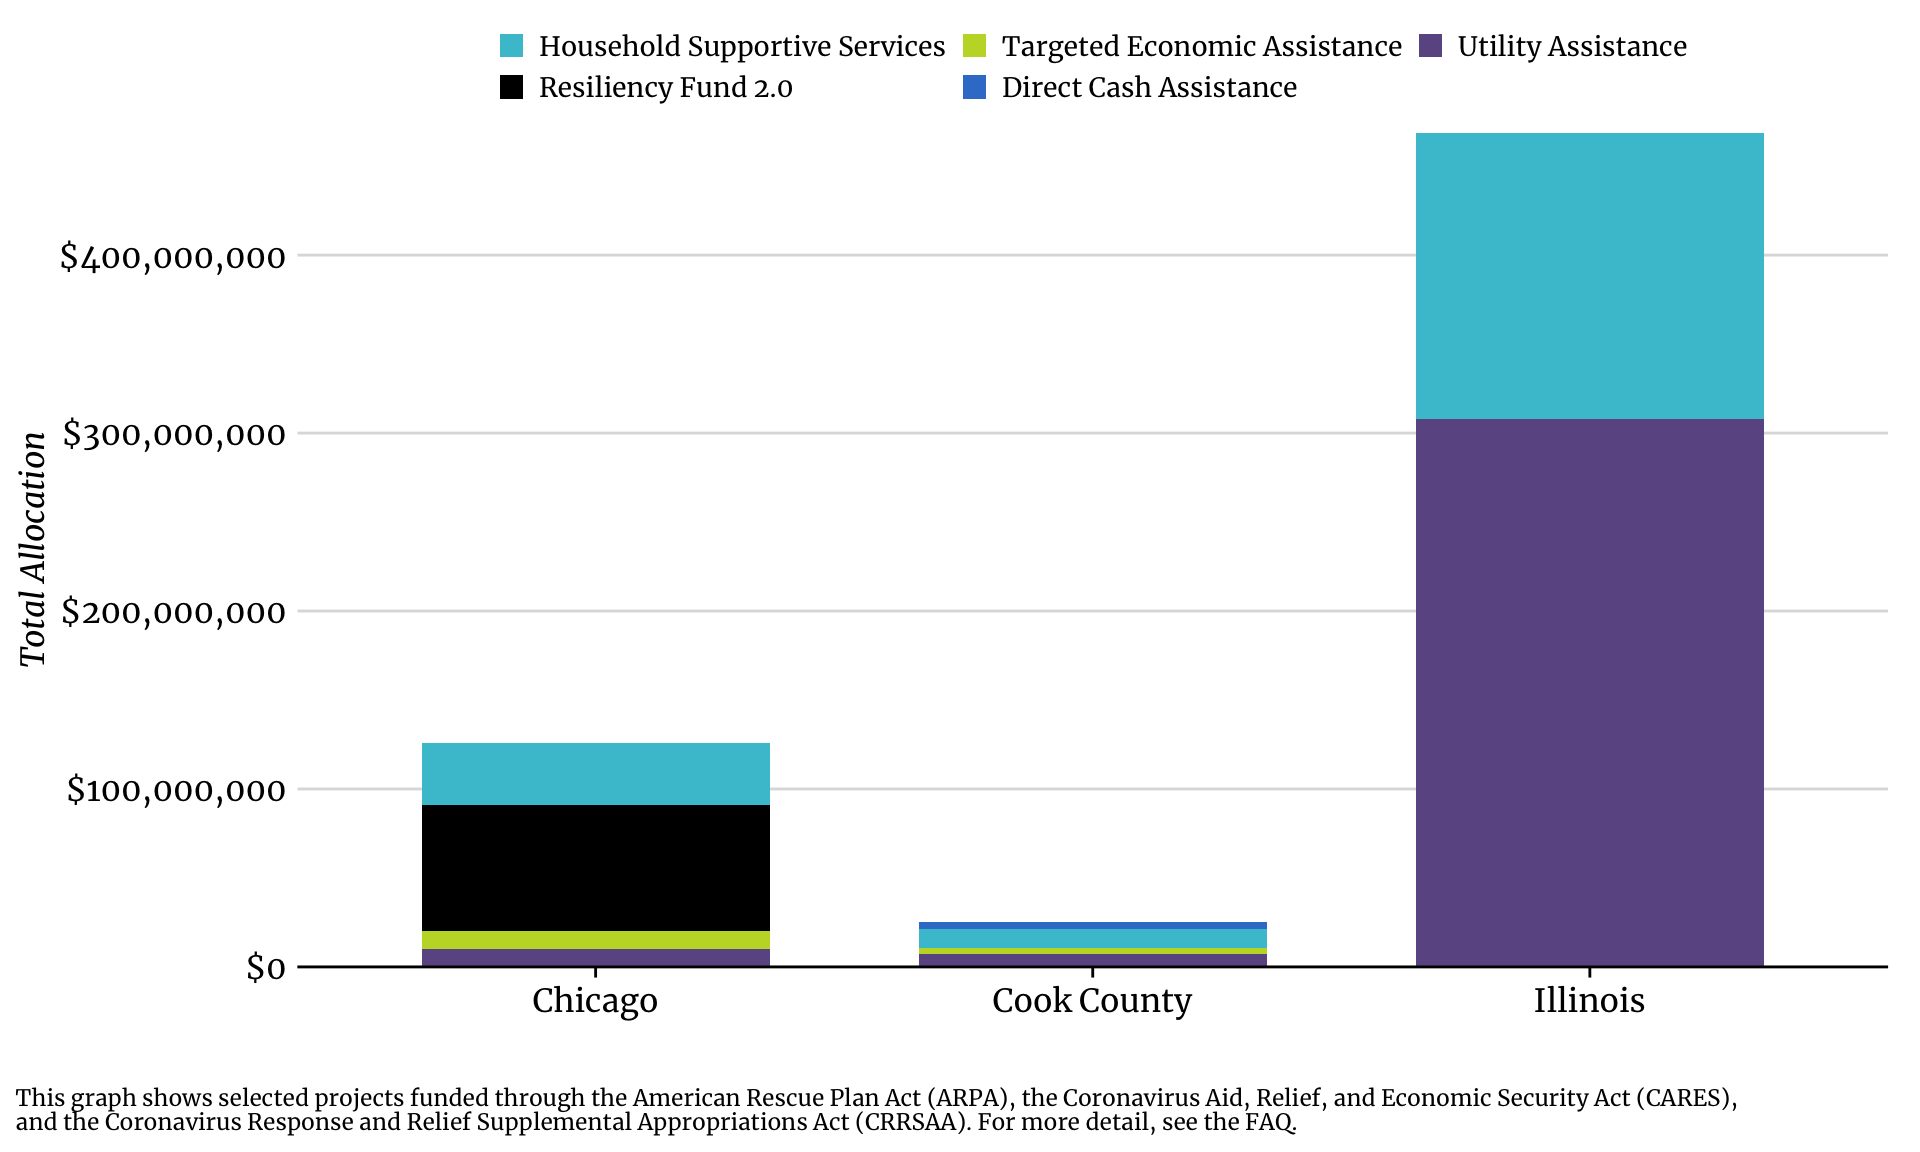 Household Supportive Services
Targeted Economic Assistance
Utility Assistance
Resiliency Fund 2.0
Direct Cash Assistance
Total Allocation
$400,000,000
$300,000,000
$200,000,000
$100,000,000
$0
Chicago
Cook County
Illinois
This graph shows selected projects funded through the American Rescue Plan Act (ARPA), the Coronavirus Aid, Relief, and Economic Security Act (CARES),
and the Coronavirus Response and Relief Supplemental Appropriations Act (CRRSAA). For more detail, see the FAQ.